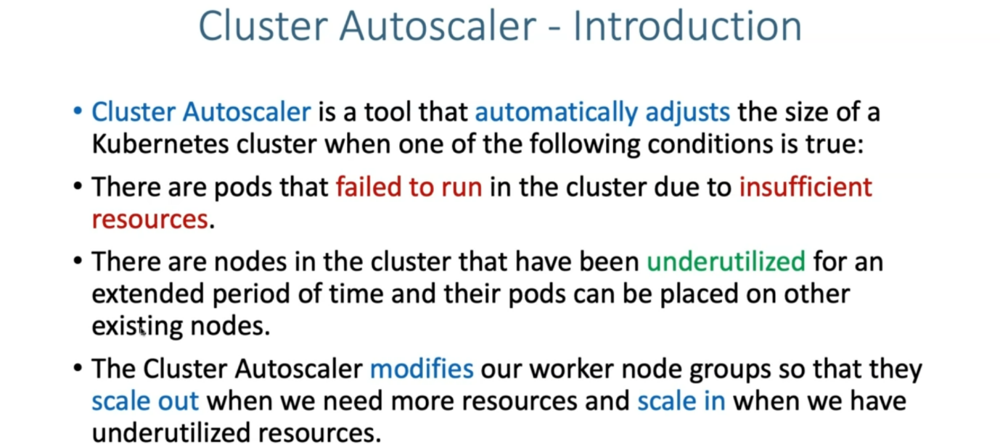 Cluster Autoscaler - Introduction
• Cluster Autoscaler is a tool that automatically adjusts the size of a
Kubernetes cluster when one of the following conditions is true:
• There are pods that failed to run in the cluster due to insufficient
resources.
• There are nodes in the cluster that have been underutilized for an
extended period of time and their pods can be placed on other
existing nodes.
• The Cluster Autoscaler modifies our worker node groups so that they
scale out when we need more resources and scale in when we have
underutilized resources.